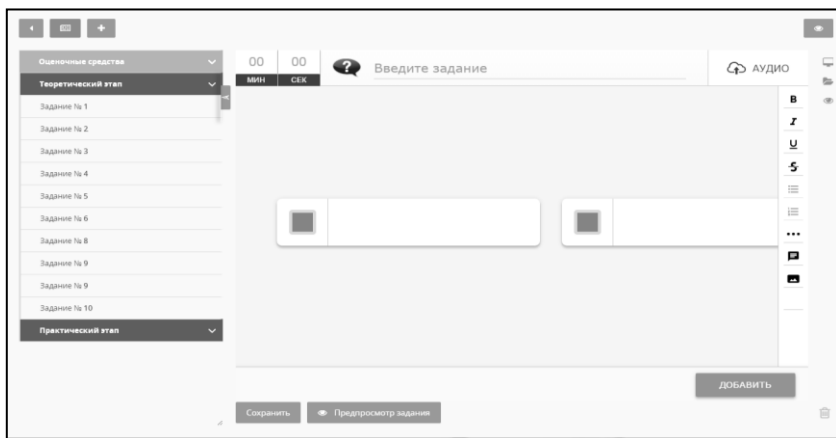 Оценочные средства
Теоретический этап
Задание № 1
Задание № 2
Задание № 3
Задание № 4
Задание № 5
Задание № 6
Задание № 8
Задание № 9
Задание № 9
Задание № 10
Практический этап
00 00
МИН СЕК
? Введите задание
АУДИО
B
I
U
S
ДОБАВИТЬ
Сохранить
Предпросмотр задания